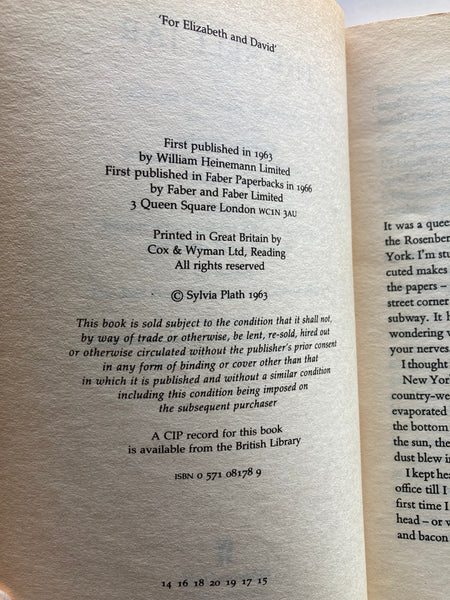 'For Elizabeth and David'
First published in 1963
by William Heinemann Limited
First published in Faber Paperbacks in 1966
by Faber and Faber Limited
3 Queen Square London WC1N 3AU
Printed in Great Britain by
Cox & Wyman Ltd, Reading
All rights reserved
© Sylvia Plath 1963
This book is sold subject to the condition that it shall not,
by way of trade or otherwise, be lent, re-sold, hired out
or otherwise circulated without the publisher's prior consent
in any form of binding or cover other than that
in which it is published and without a similar condition
including this condition being imposed on
the subsequent purchaser
A CIP record for this book
is available from the British Library
ISBN 0 571 08178 9
14 16 18 20 19 17 15
It was a quee
the Rosenber
York. I'm stu
cuted makes
the papers –
street corner
subway. It h
wondering w
your nerves.
I thought
New York
country-we
evaporated
the bottom
the sun, the
dust blew in
I kept hea
office till I
first time I
head – or w
and bacon